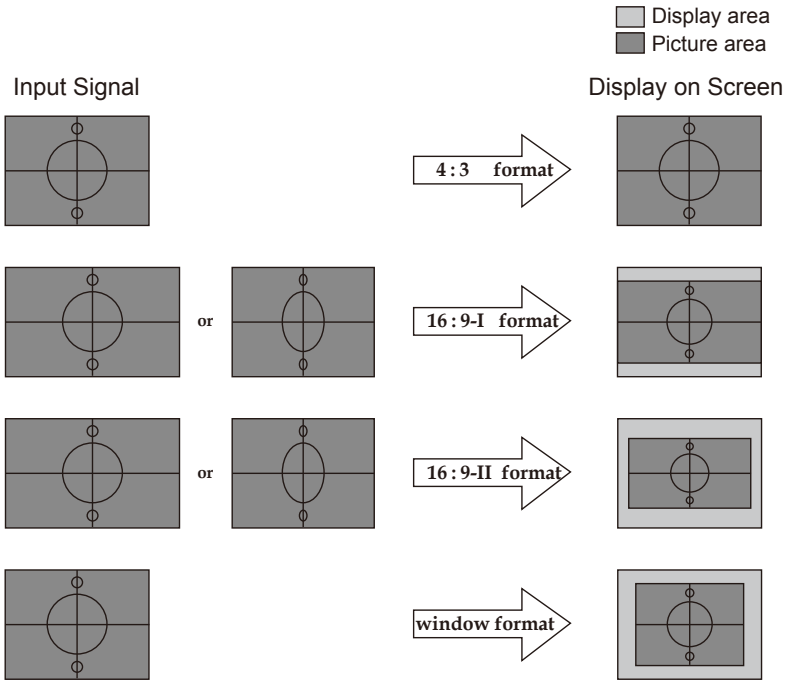 Display area
Picture area
Input Signal
Display on Screen
4 : 3 format
or
16 : 9-I format
or
16 : 9-II format
window format